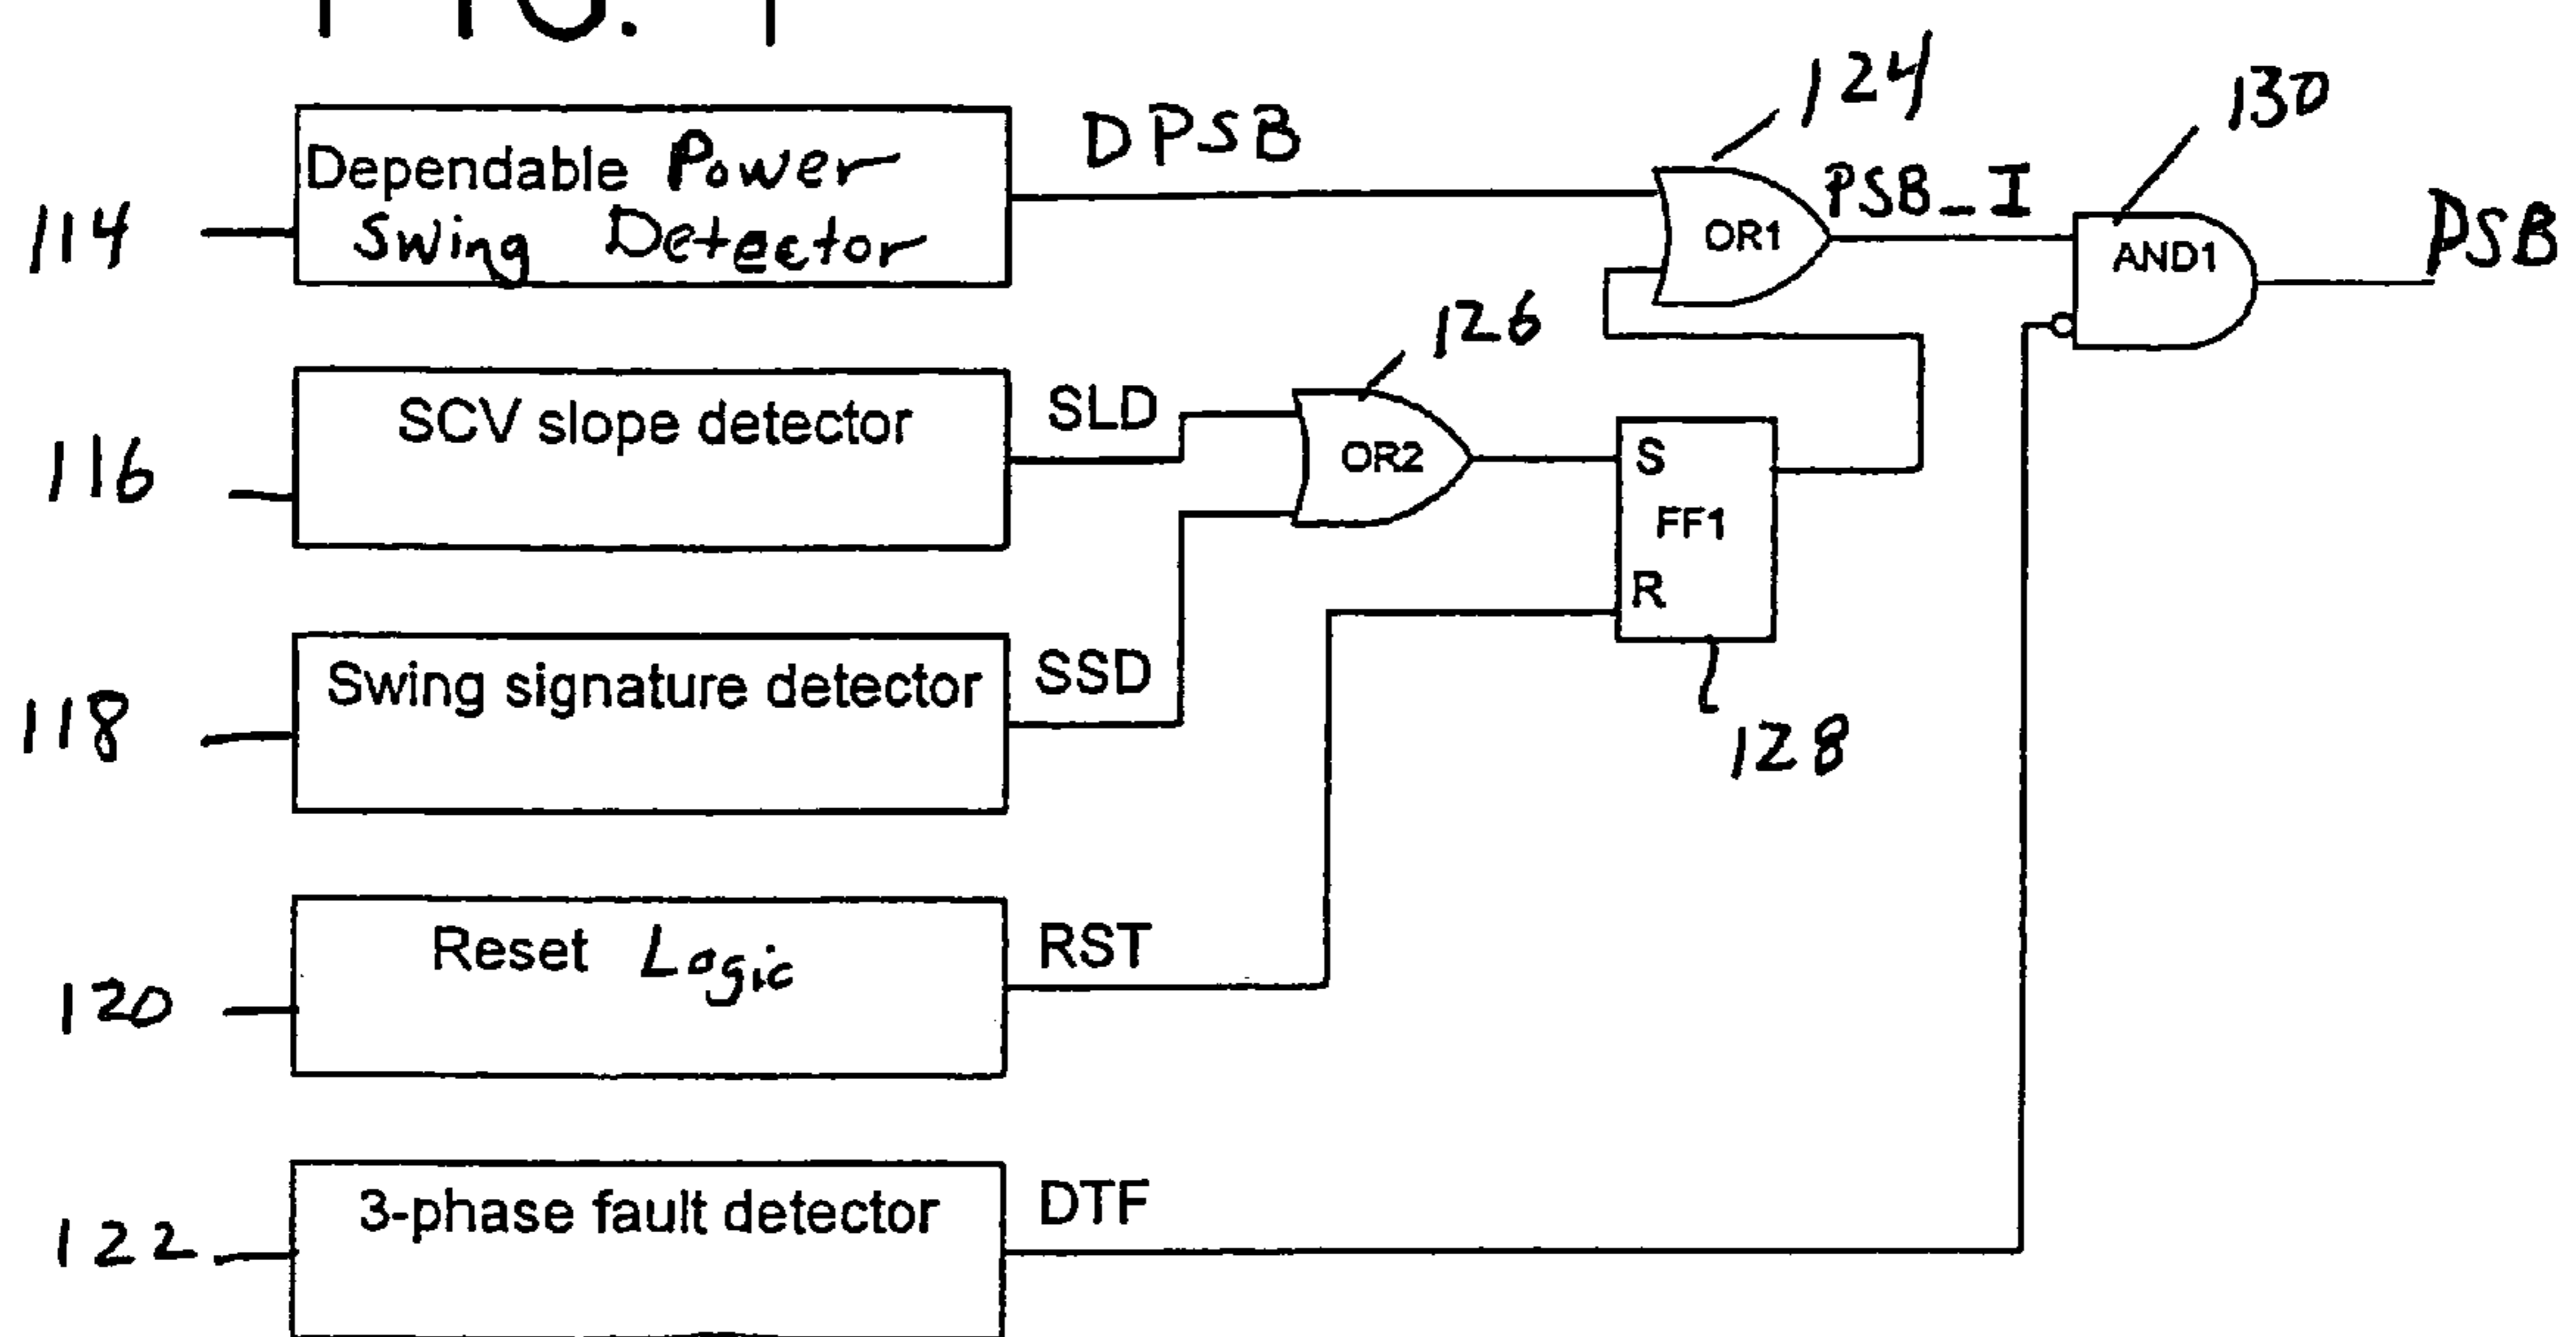 124
130
DPSB
Dependable Power
Swing Detector
114
OR1
PSB_I
AND1
PSB
126
SCV slope detector
SLD
116
OR2
S
FF1
R
128
Swing signature detector
SSD
118
Reset Logic
RST
120
3-phase fault detector
DTF
122